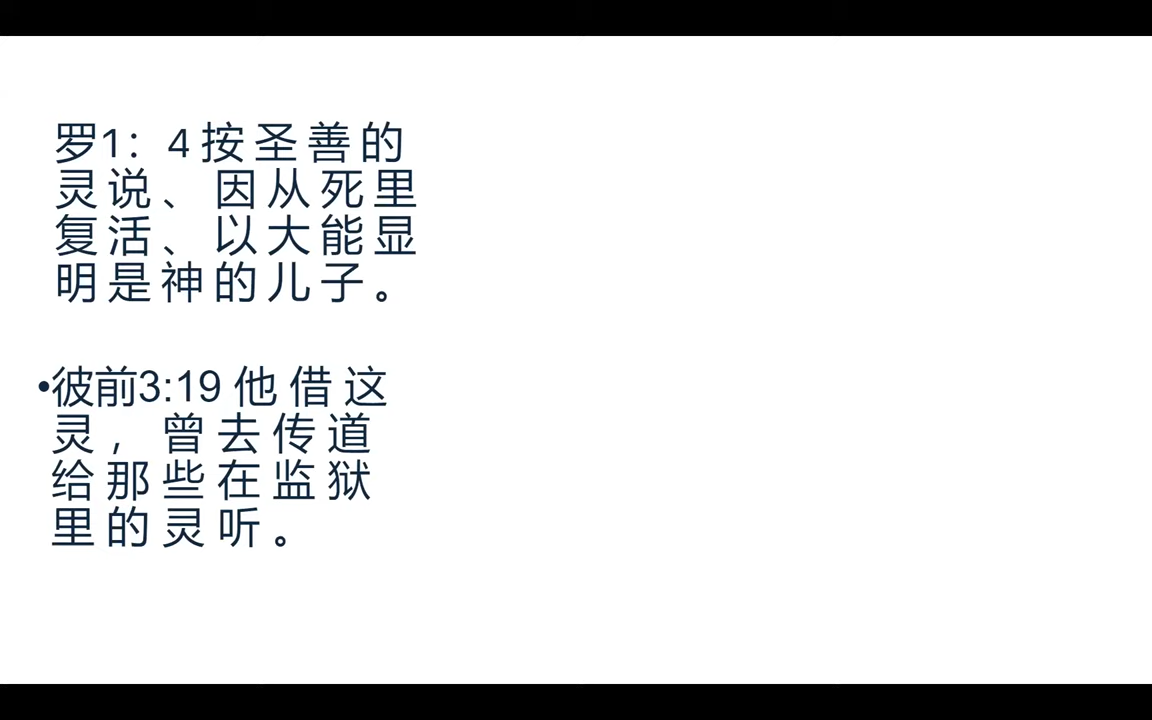 罗1：4按圣善的
灵说、因从死里
复活、以大能显
明是神的儿子。
•彼前3:19他借这
灵，曾去传道
给那些在监狱
里的灵听。